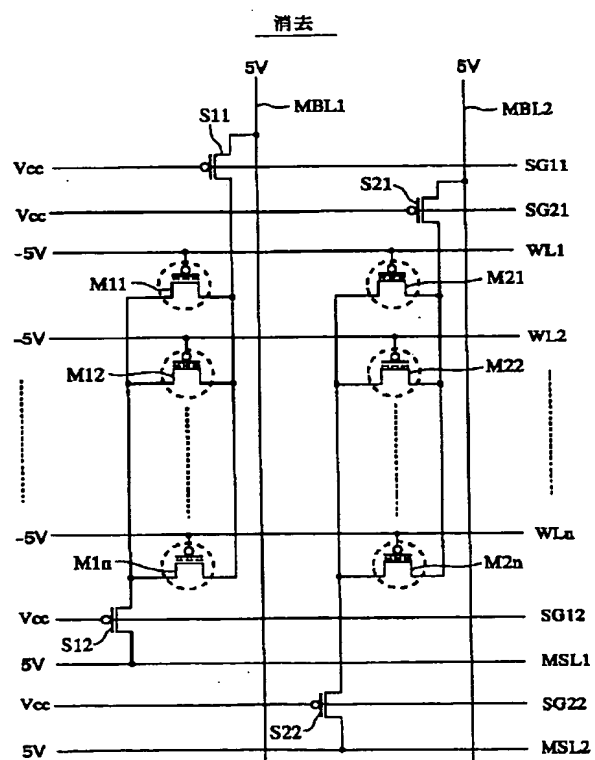 消去
5V 5V
MBL1 MBL2
S11
Vcc SG11
S21
Vcc SG21
-5V WL1
M11 M21
-5V WL2
M12 M22
-5V WLn
M1n M2n
Vcc SG12
S12
5V MSL1
Vcc SG22
S22
5V MSL2